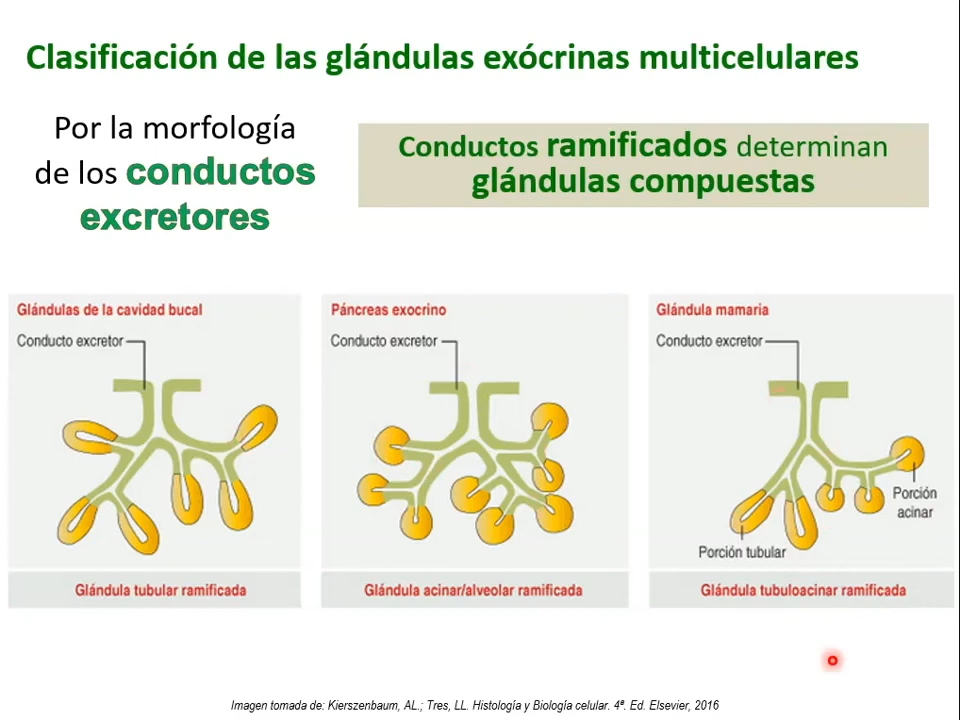 Clasificación de las glándulas exócrinas multicelulares
Por la morfología
de los conductos
excretores
Conductos ramificados determinan
glándulas compuestas
Glándulas de la cavidad bucal
Conducto excretor
Glándula tubular ramificada
Páncreas exocrino
Conducto excretor
Glándula acinar/alveolar ramificada
Glándula mamaria
Conducto excretor
Porción
acinar
Porción tubular
Glándula tubuloacinar ramificada
Imagen tomada de: Kierszenbaum, AL.; Tres, LL. Histología y Biología celular. 4ª. Ed. Elsevier, 2016